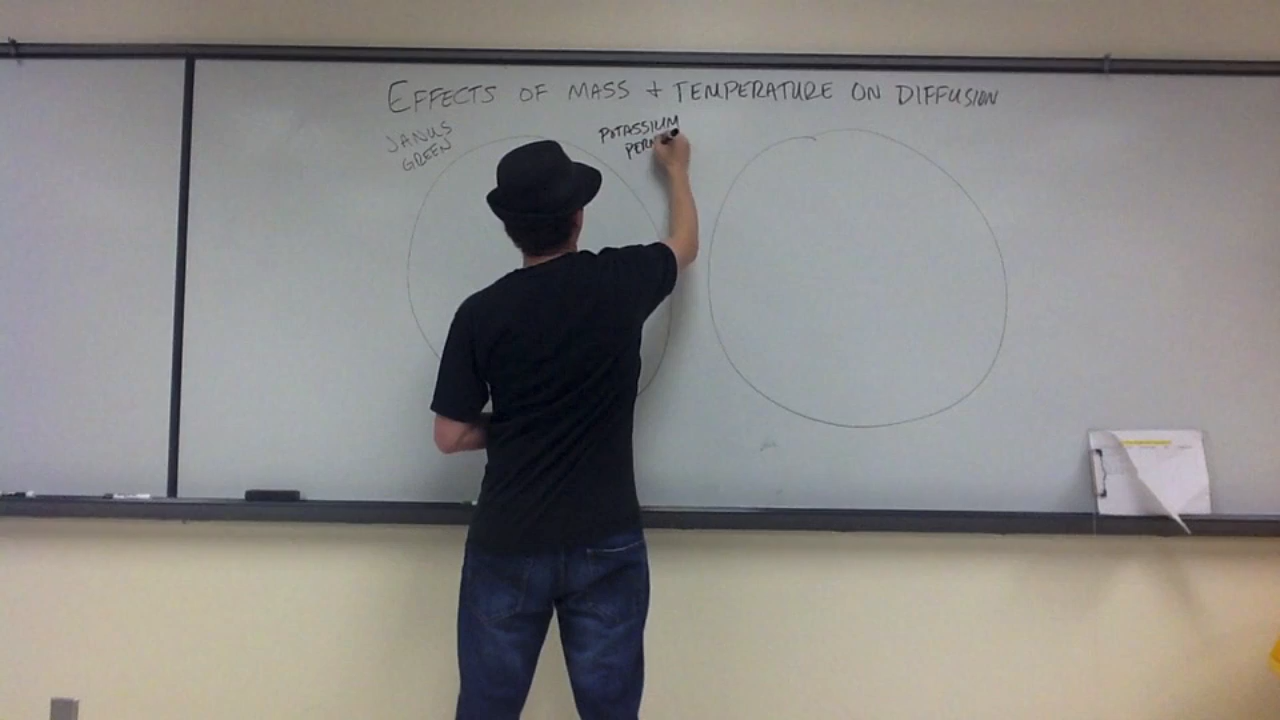 EFFECTS OF MASS + TEMPERATURE ON DIFFUSION
JANUS
GREEN
POTASSIUM